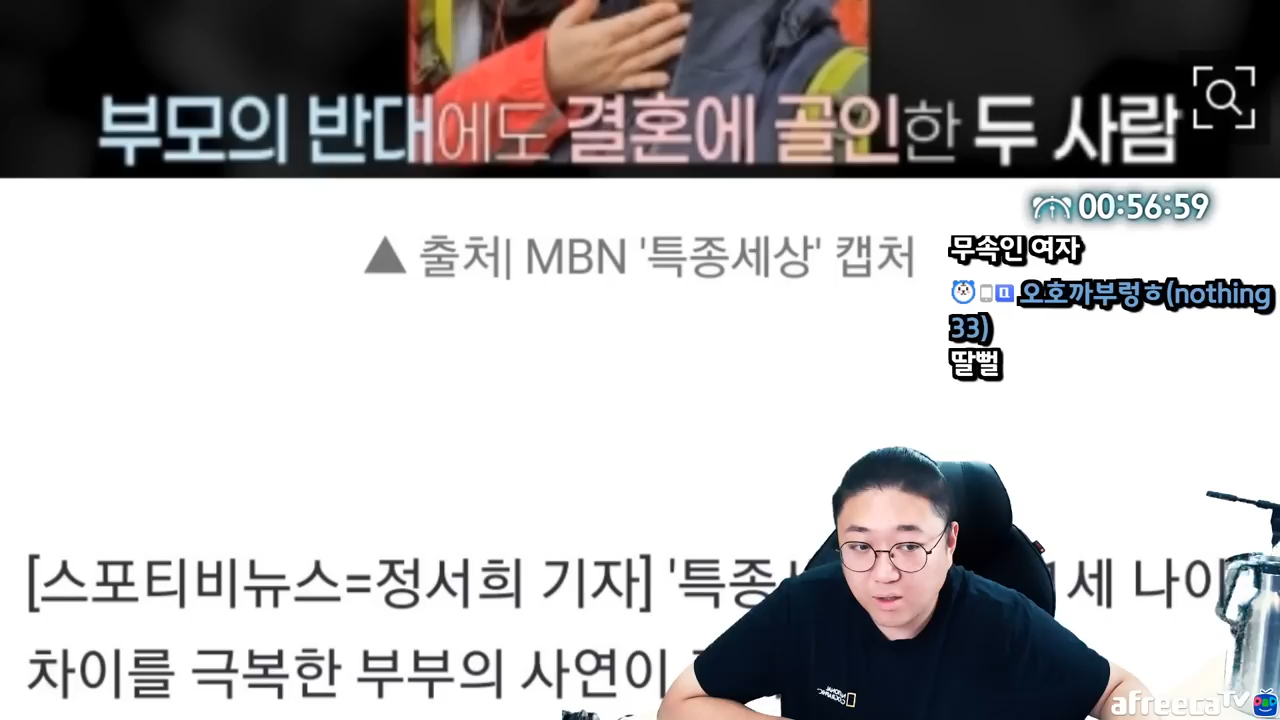 부모의 반대에도 결혼에 골인한 두 사람
00:56:59
▲ 출처| MBN '특종세상' 캡처
무속인 여자
오호까부렁ㅎ(nothing
33)
딸뻘
[스포티비뉴스=정서희 기자] '특종 세 나이
차이를 극복한 부부의 사연이
afreecaTV